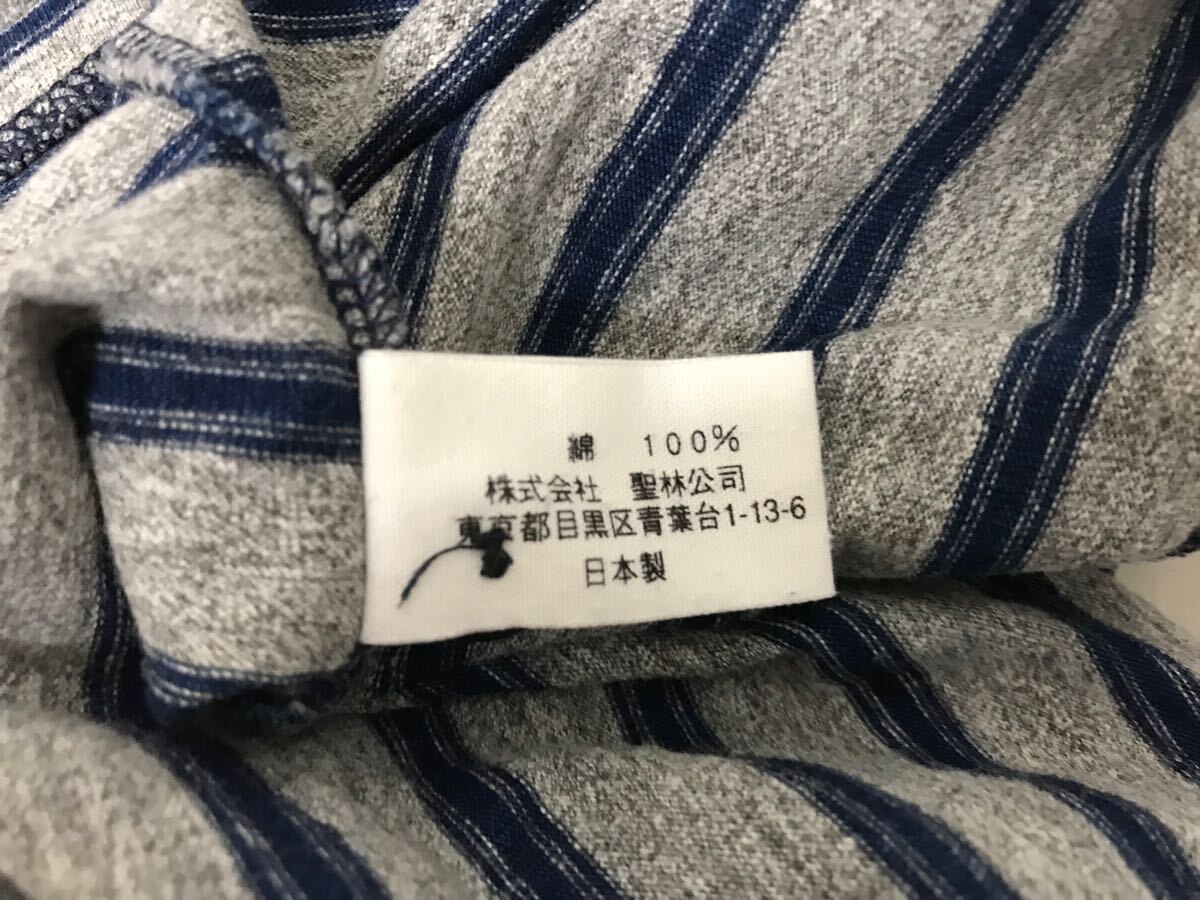 綿 100%
株式会社 聖林公司
東京都目黒区青葉台1-13-6
日本製